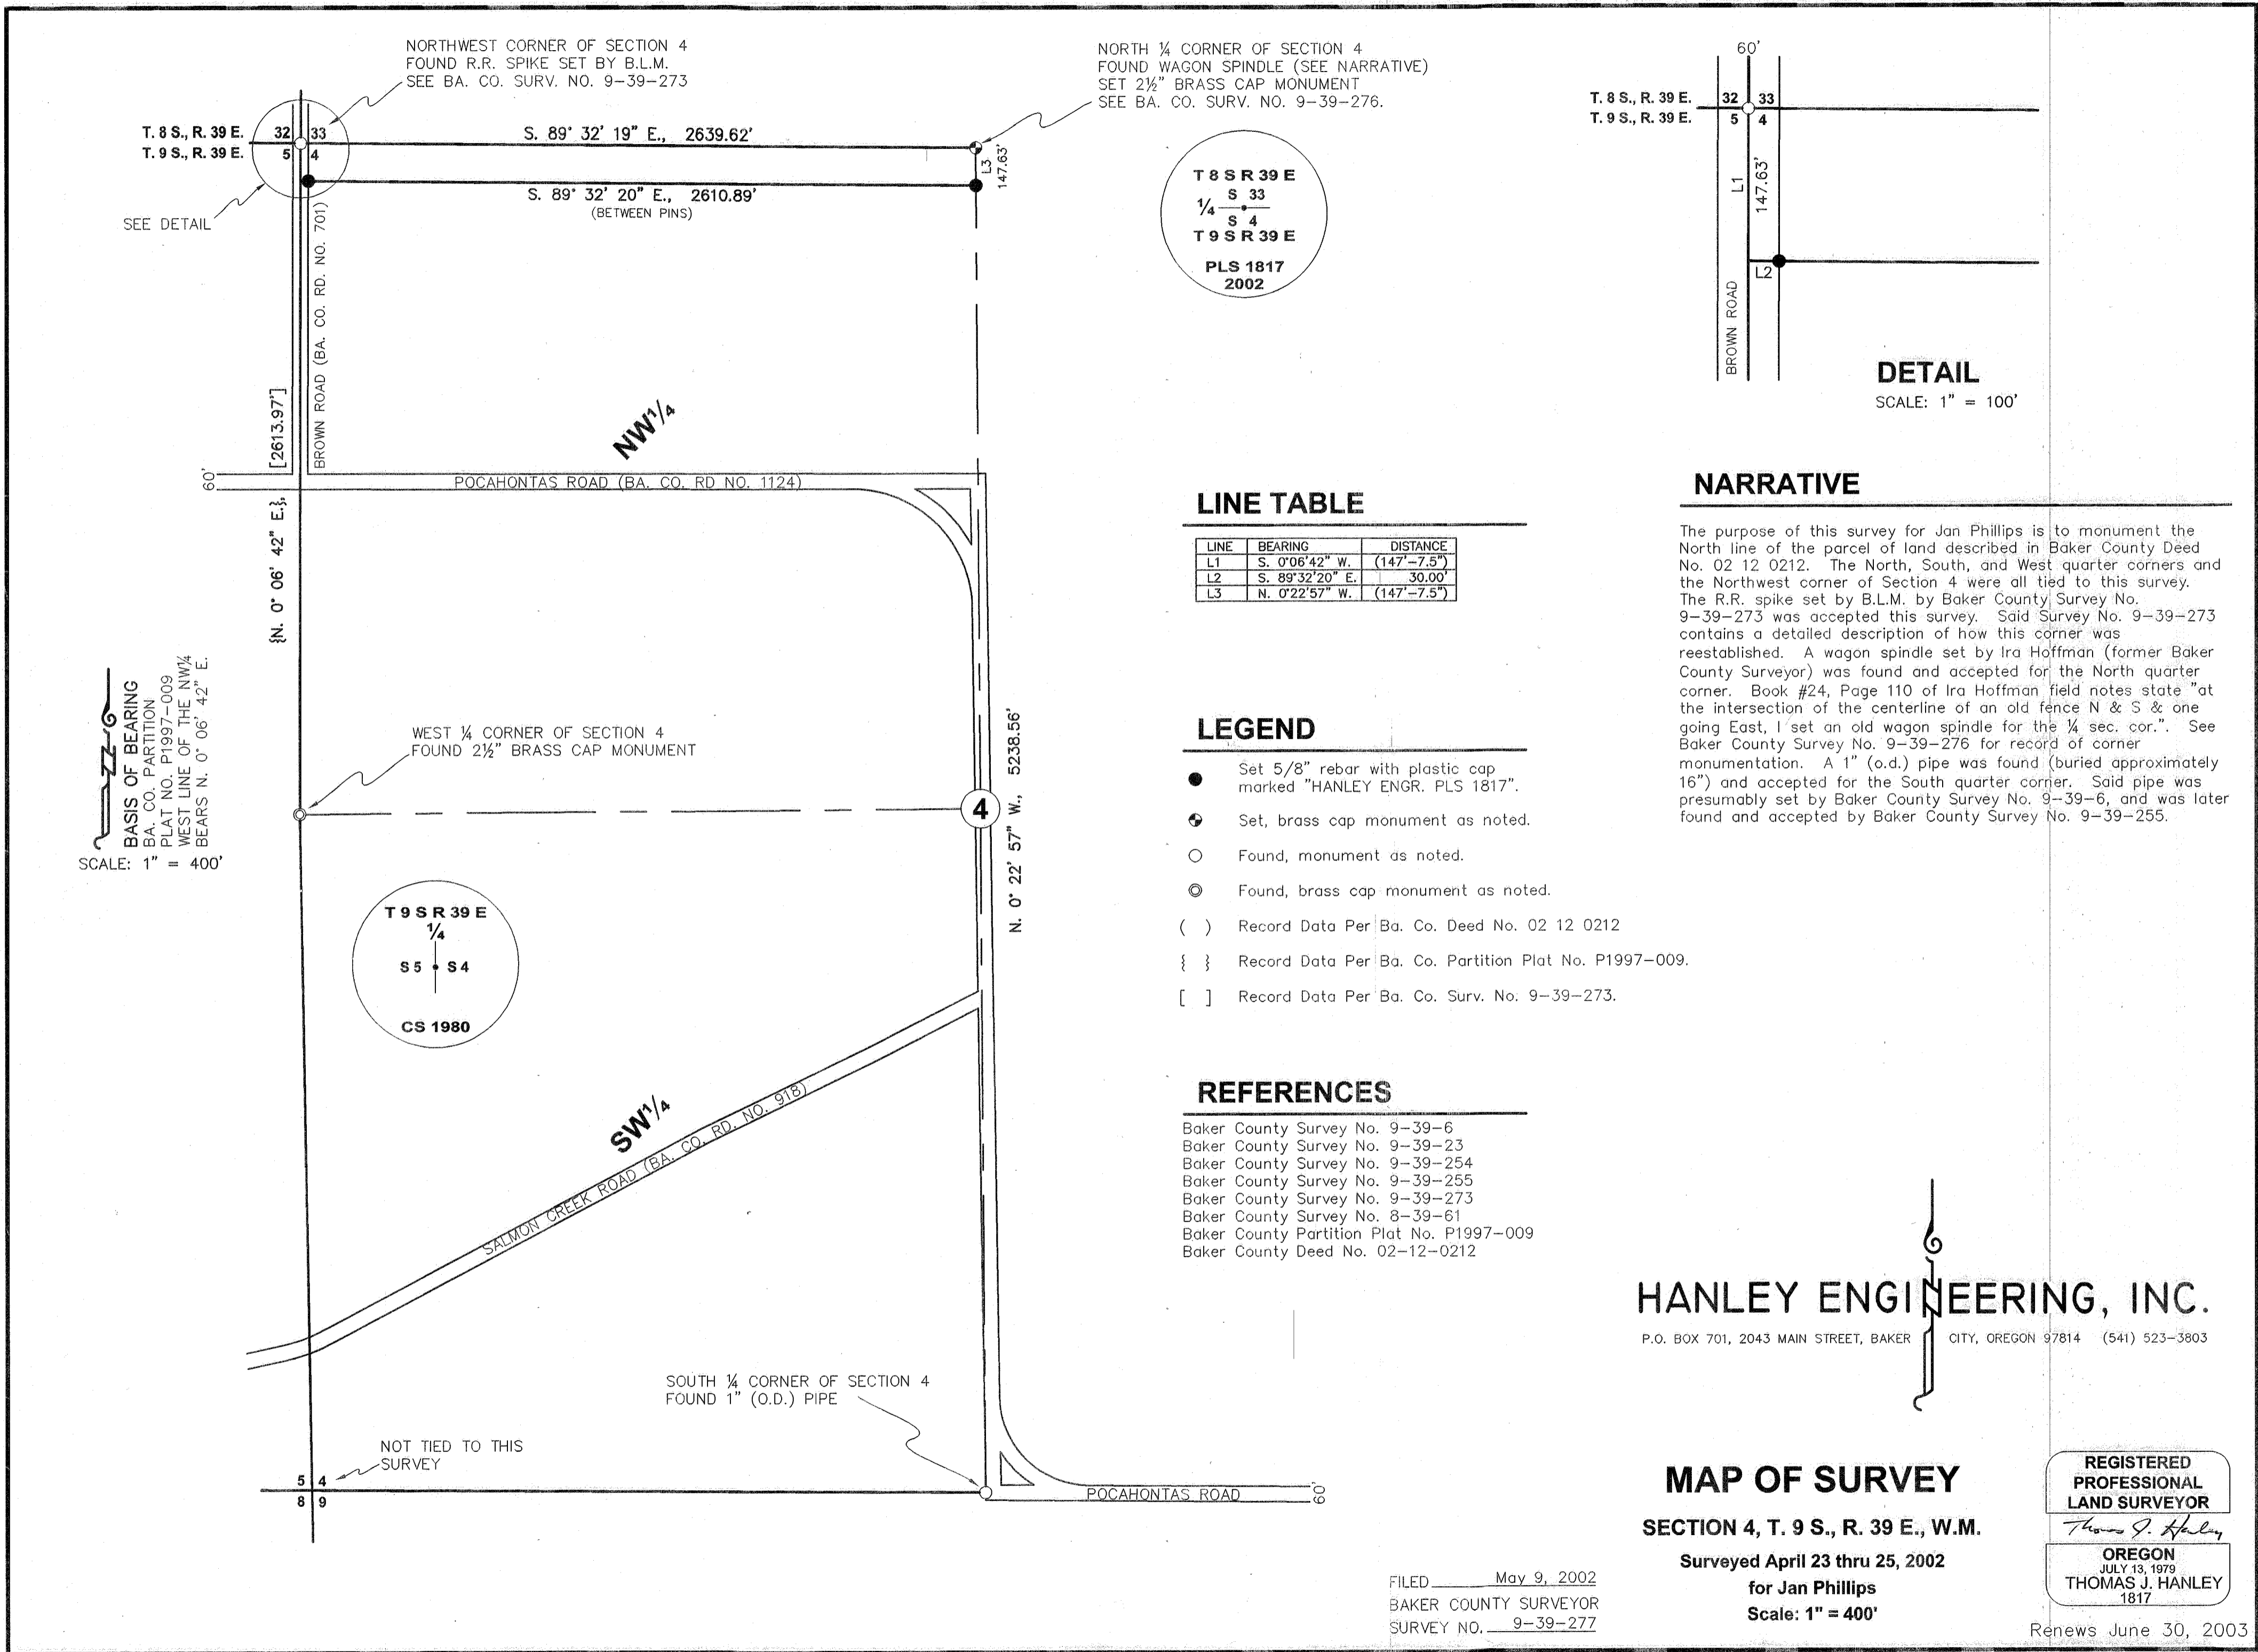 NORTHWEST CORNER OF SECTION 4
FOUND R.R. SPIKE SET BY B.L.M.
SEE BA. CO. SURV. NO. 9-39-273
NORTH ¼ CORNER OF SECTION 4
FOUND WAGON SPINDLE (SEE NARRATIVE)
SET 2½" BRASS CAP MONUMENT
SEE BA. CO. SURV. NO. 9-39-276.
T. 8 S., R. 39 E.
T. 9 S., R. 39 E.
32 33
5 4
S. 89° 32' 19" E., 2639.62'
S. 89° 32' 20" E., 2610.89'
(BETWEEN PINS)
L3
147.63'
SEE DETAIL
BROWN ROAD (BA. CO. RD. NO. 701)
T 8 S R 39 E
S 33
¼
S 4
T 9 S R 39 E
PLS 1817
2002
60'
T. 8 S., R. 39 E.
T. 9 S., R. 39 E.
32 33
5 4
L1
147.63'
L2
BROWN ROAD
DETAIL
SCALE: 1" = 100'
{N. 0° 06' 42" E.}, [2613.97']
NW¼
60'
POCAHONTAS ROAD (BA. CO. RD NO. 1124)
BASIS OF BEARING
BA. CO. PARTITION
PLAT NO. P1997-009
WEST LINE OF THE NW¼
BEARS N. 0° 06' 42" E.
SCALE: 1" = 400'
WEST ¼ CORNER OF SECTION 4
FOUND 2½" BRASS CAP MONUMENT
4
N. 0° 22' 57" W., 5238.56'
T 9 S R 39 E
¼
S 5 S 4
CS 1980
SW¼
SALMON CREEK ROAD (BA. CO. RD. NO. 918)
SOUTH ¼ CORNER OF SECTION 4
FOUND 1" (O.D.) PIPE
NOT TIED TO THIS
SURVEY
5 4
8 9
POCAHONTAS ROAD
60'
LINE TABLE
LINE BEARING DISTANCE
L1 S. 0°06'42" W. (147'-7.5")
L2 S. 89°32'20" E. 30.00'
L3 N. 0°22'57" W. (147'-7.5")
LEGEND
Set 5/8" rebar with plastic cap
marked "HANLEY ENGR. PLS 1817".
Set, brass cap monument as noted.
Found, monument as noted.
Found, brass cap monument as noted.
( ) Record Data Per Ba. Co. Deed No. 02 12 0212
{ } Record Data Per Ba. Co. Partition Plat No. P1997-009.
[ ] Record Data Per Ba. Co. Surv. No. 9-39-273.
REFERENCES
Baker County Survey No. 9-39-6
Baker County Survey No. 9-39-23
Baker County Survey No. 9-39-254
Baker County Survey No. 9-39-255
Baker County Survey No. 9-39-273
Baker County Survey No. 8-39-61
Baker County Partition Plat No. P1997-009
Baker County Deed No. 02-12-0212
NARRATIVE
The purpose of this survey for Jan Phillips is to monument the
North line of the parcel of land described in Baker County Deed
No. 02 12 0212. The North, South, and West quarter corners and
the Northwest corner of Section 4 were all tied to this survey.
The R.R. spike set by B.L.M. by Baker County Survey No.
9-39-273 was accepted this survey. Said Survey No. 9-39-273
contains a detailed description of how this corner was
reestablished. A wagon spindle set by Ira Hoffman (former Baker
County Surveyor) was found and accepted for the North quarter
corner. Book #24, Page 110 of Ira Hoffman field notes state "at
the intersection of the centerline of an old fence N & S & one
going East, I set an old wagon spindle for the ¼ sec. cor.". See
Baker County Survey No. 9-39-276 for record of corner
monumentation. A 1" (o.d.) pipe was found (buried approximately
16") and accepted for the South quarter corner. Said pipe was
presumably set by Baker County Survey No. 9-39-6, and was later
found and accepted by Baker County Survey No. 9-39-255.
HANLEY ENGINEERING, INC.
P.O. BOX 701, 2043 MAIN STREET, BAKER CITY, OREGON 97814 (541) 523-3803
MAP OF SURVEY
SECTION 4, T. 9 S., R. 39 E., W.M.
Surveyed April 23 thru 25, 2002
for Jan Phillips
Scale: 1" = 400'
FILED May 9, 2002
BAKER COUNTY SURVEYOR
SURVEY NO. 9-39-277
REGISTERED
PROFESSIONAL
LAND SURVEYOR
Thomas J. Hanley
OREGON
JULY 13, 1979
THOMAS J. HANLEY
1817
Renews June 30, 2003